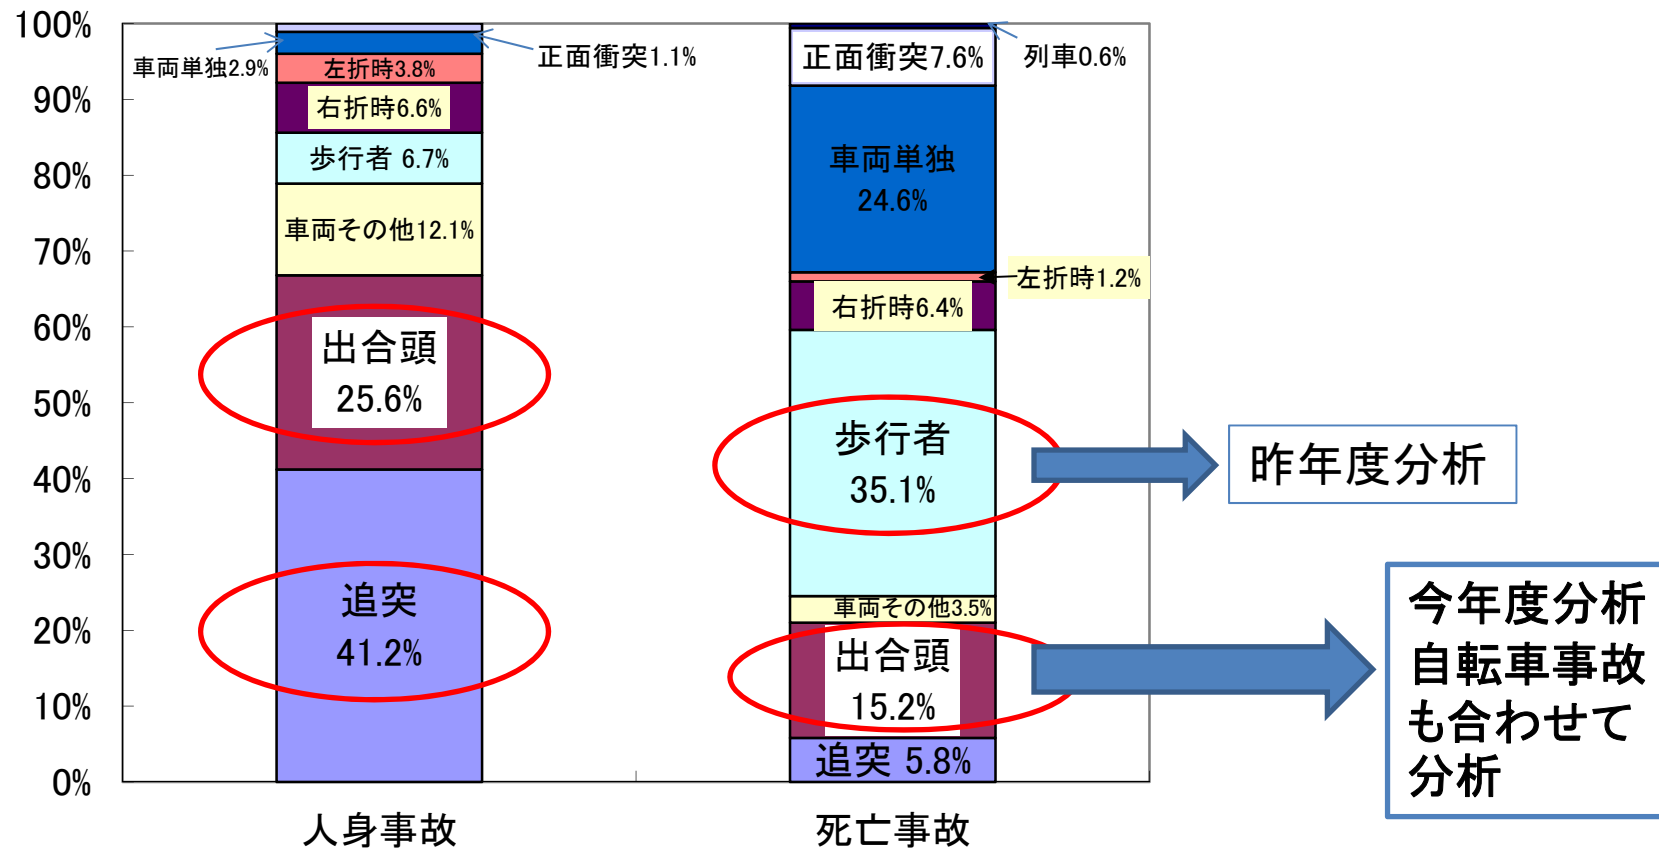 100%
90%
80%
70%
60%
50%
40%
30%
20%
10%
0%
車両単独2.9%
正面衝突1.1%
左折時3.8%
右折時6.6%
歩行者 6.7%
車両その他12.1%
出合頭
25.6%
追突
41.2%
人身事故
列車0.6%
正面衝突7.6%
車両単独
24.6%
左折時1.2%
右折時6.4%
歩行者
35.1%
車両その他3.5%
出合頭
15.2%
追突 5.8%
死亡事故
昨年度分析
今年度分析
自転車事故
も合わせて
分析